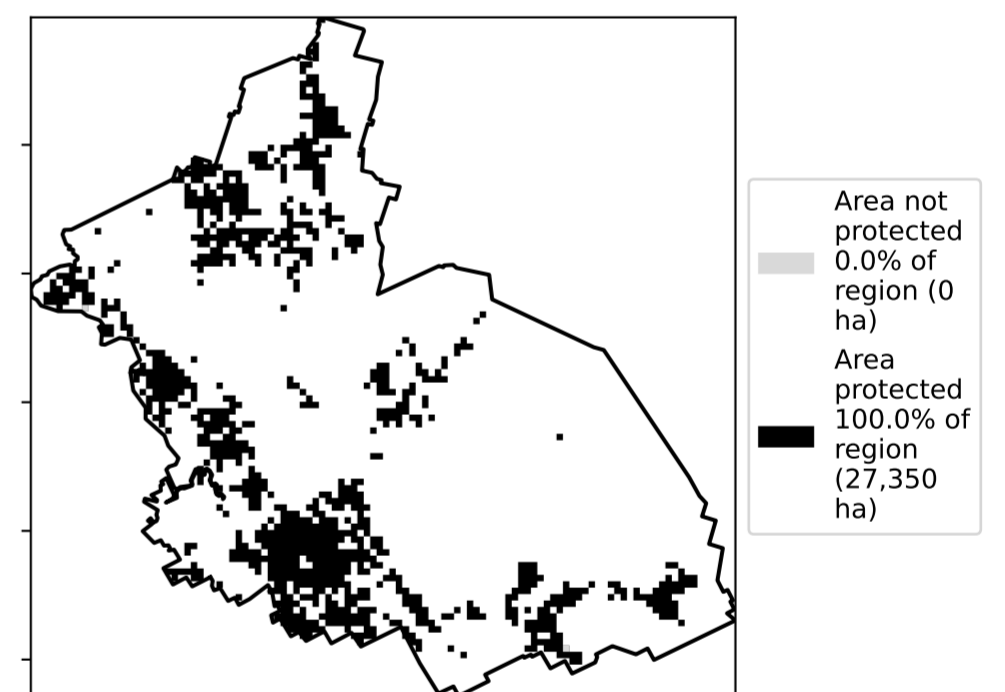 Area not
protected
0.0% of
region (0
ha)
Area
protected
100.0% of
region
(27,350
ha)